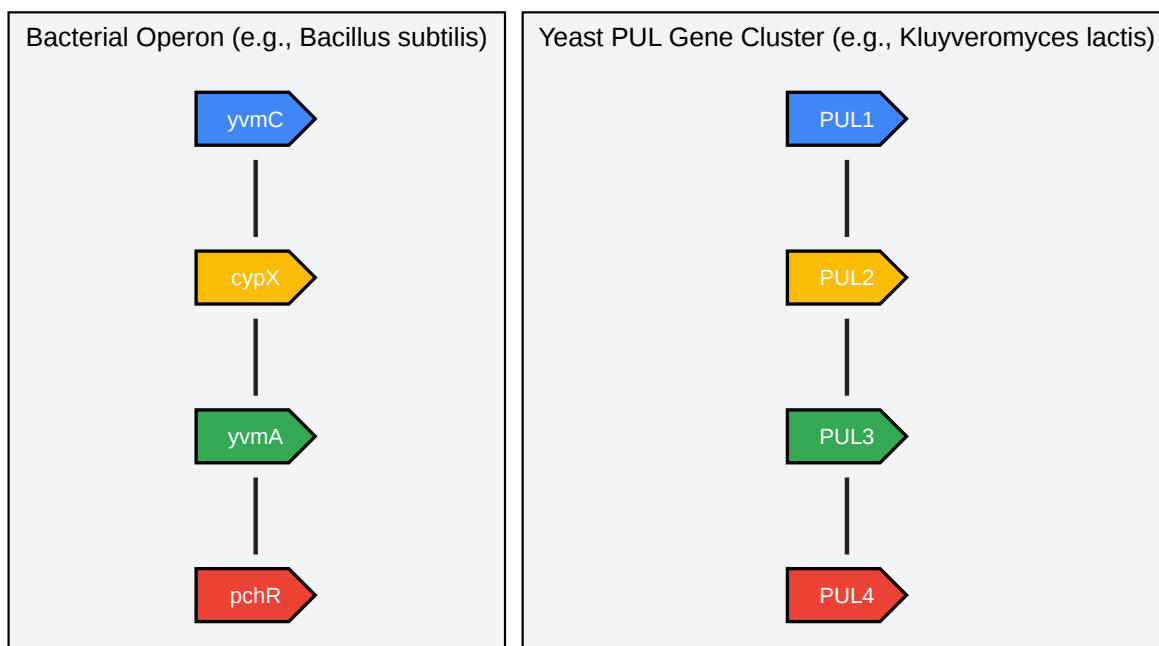 Bacterial Operon (e.g., Bacillus subtilis)
yvmC
cypX
yvmA
pchR
Yeast PUL Gene Cluster (e.g., Kluyveromyces lactis)
PUL1
PUL2
PUL3
PUL4